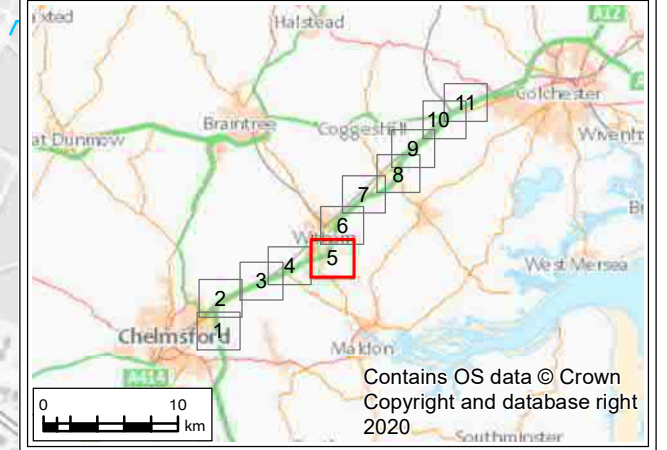 Halstead
A12
Colchester
11
10
Braintree
Coggeshall
at Dunmow
9
8
7
6
5
4
West Mersea
3
2
1
Chelmsford
Maldon
A414
0 10
km
Contains OS data © Crown
Copyright and database right
2020
Southminster